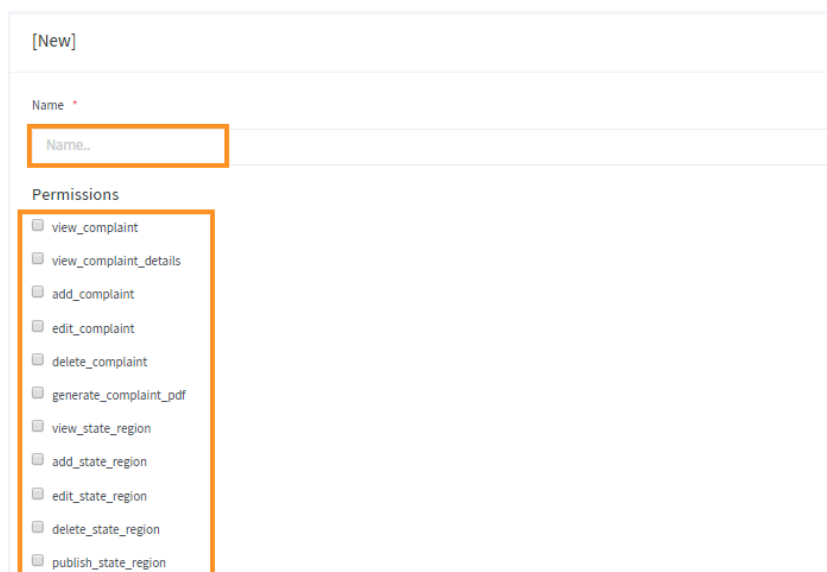 [New]
Name *
Name..
Permissions
view_complaint
view_complaint_details
add_complaint
edit_complaint
delete_complaint
generate_complaint_pdf
view_state_region
add_state_region
edit_state_region
delete_state_region
publish_state_region